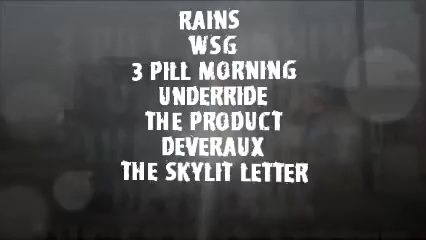 RAINS
WSG
3 PILL MORNING
UNDERRIDE
THE PRODUCT
DEVERAUX
THE SKYLIT LETTER